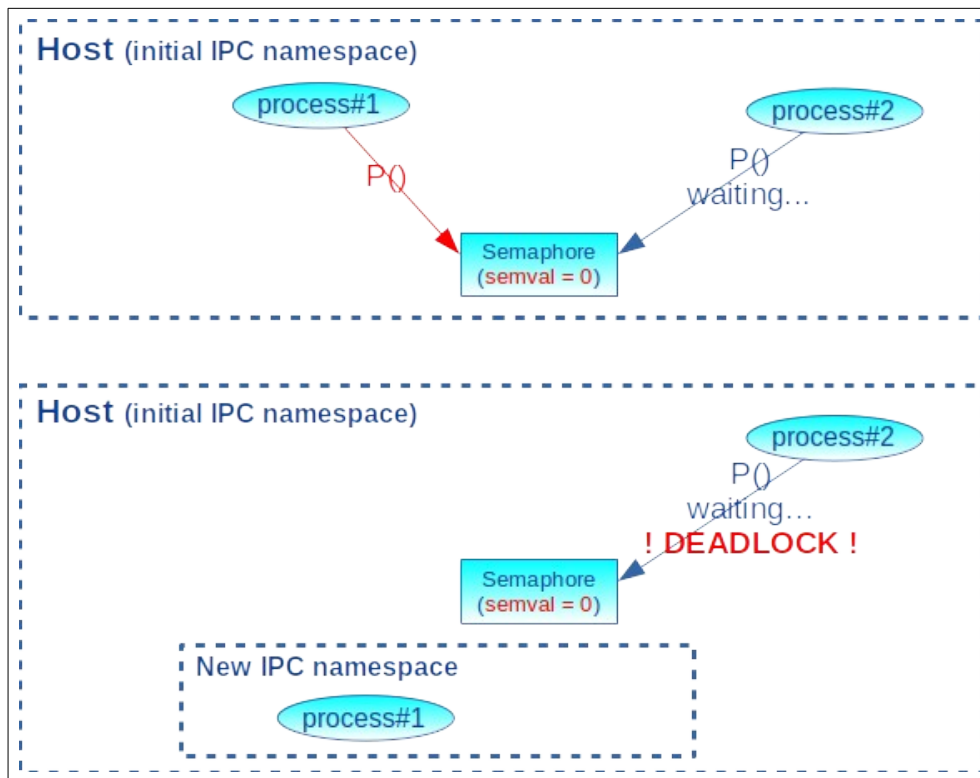 Host (initial IPC namespace)
process#1
process#2
P()
P()
waiting...
Semaphore
(semval = 0)
Host (initial IPC namespace)
process#2
P()
waiting...
! DEADLOCK !
Semaphore
(semval = 0)
New IPC namespace
process#1